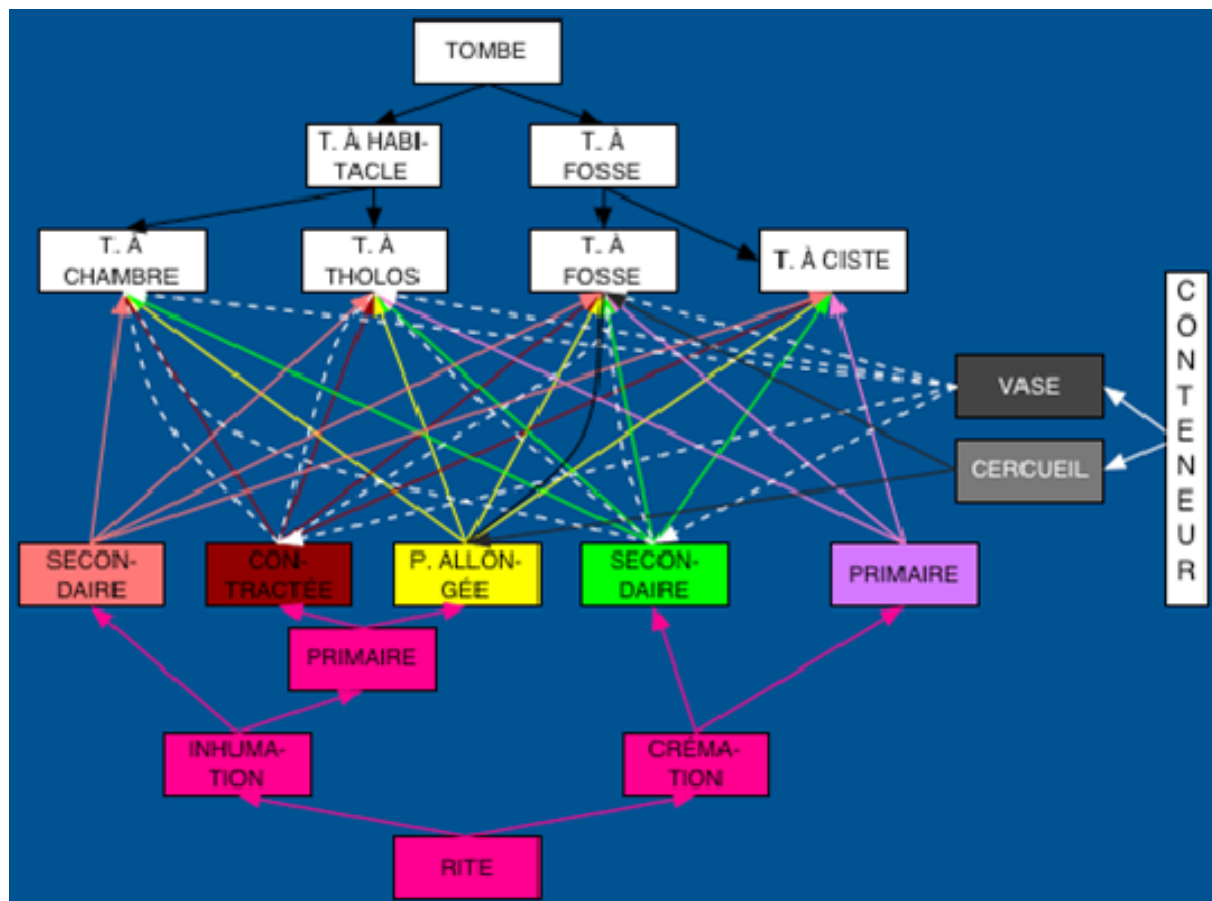 TOMBE
T. À HABI-
TACLE
T. À
FOSSE
T. À
CHAMBRE
T. À
THOLOS
T. À
FOSSE
T. À CISTE
CONTENEUR
VASE
CERCUEIL
SECON-
DAIRE
CON-
TRACTÉE
P. ALLON-
GÉE
SECON-
DAIRE
PRIMAIRE
PRIMAIRE
INHUMA-
TION
CRÉMA-
TION
RITE